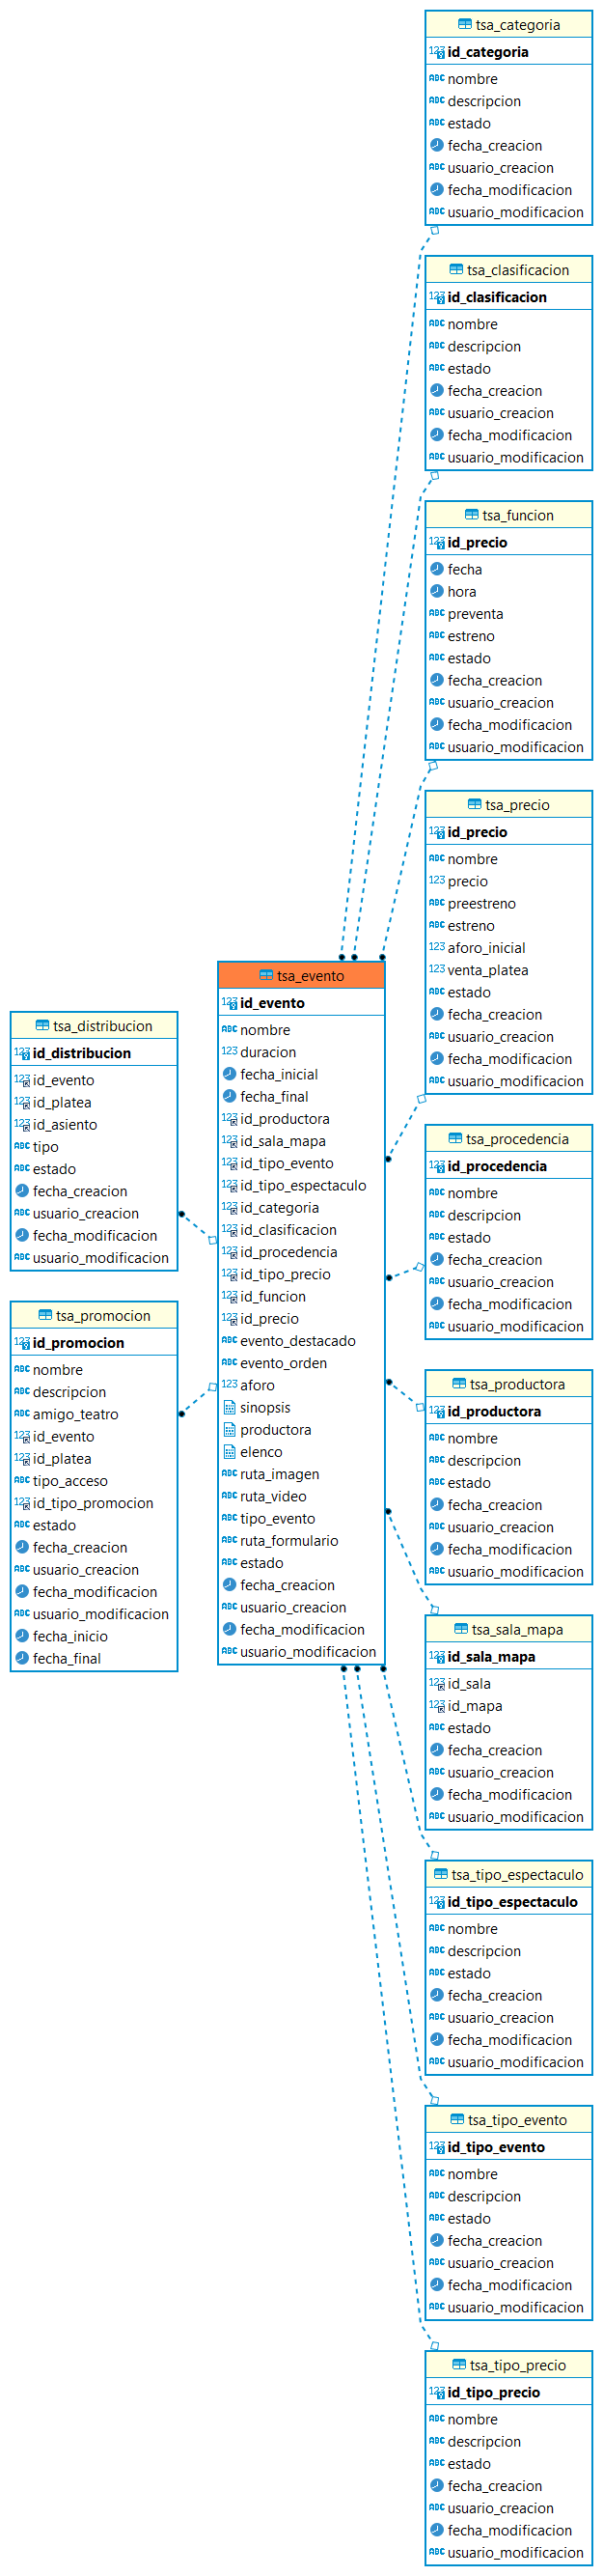 tsa_categoria
id_categoria
nombre
descripcion
estado
fecha_creacion
usuario_creacion
fecha_modificacion
usuario_modificacion
tsa_clasificacion
id_clasificacion
nombre
descripcion
estado
fecha_creacion
usuario_creacion
fecha_modificacion
usuario_modificacion
tsa_funcion
id_precio
fecha
hora
preventa
estreno
estado
fecha_creacion
usuario_creacion
fecha_modificacion
usuario_modificacion
tsa_precio
id_precio
nombre
precio
preestreno
estreno
aforo_inicial
venta_platea
estado
fecha_creacion
usuario_creacion
fecha_modificacion
usuario_modificacion
tsa_evento
id_evento
nombre
duracion
fecha_inicial
fecha_final
id_productora
id_sala_mapa
id_tipo_evento
id_tipo_espectaculo
id_categoria
id_clasificacion
id_procedencia
id_tipo_precio
id_funcion
id_precio
evento_destacado
evento_orden
aforo
sinopsis
productora
elenco
ruta_imagen
ruta_video
tipo_evento
ruta_formulario
estado
fecha_creacion
usuario_creacion
fecha_modificacion
usuario_modificacion
tsa_distribucion
id_distribucion
id_evento
id_platea
id_asiento
tipo
estado
fecha_creacion
usuario_creacion
fecha_modificacion
usuario_modificacion
tsa_promocion
id_promocion
nombre
descripcion
amigo_teatro
id_evento
id_platea
tipo_acceso
id_tipo_promocion
estado
fecha_creacion
usuario_creacion
fecha_modificacion
usuario_modificacion
fecha_inicio
fecha_final
tsa_procedencia
id_procedencia
nombre
descripcion
estado
fecha_creacion
usuario_creacion
fecha_modificacion
usuario_modificacion
tsa_productora
id_productora
nombre
descripcion
estado
fecha_creacion
usuario_creacion
fecha_modificacion
usuario_modificacion
tsa_sala_mapa
id_sala_mapa
id_sala
id_mapa
estado
fecha_creacion
usuario_creacion
fecha_modificacion
usuario_modificacion
tsa_tipo_espectaculo
id_tipo_espectaculo
nombre
descripcion
estado
fecha_creacion
usuario_creacion
fecha_modificacion
usuario_modificacion
tsa_tipo_evento
id_tipo_evento
nombre
descripcion
estado
fecha_creacion
usuario_creacion
fecha_modificacion
usuario_modificacion
tsa_tipo_precio
id_tipo_precio
nombre
descripcion
estado
fecha_creacion
usuario_creacion
fecha_modificacion
usuario_modificacion